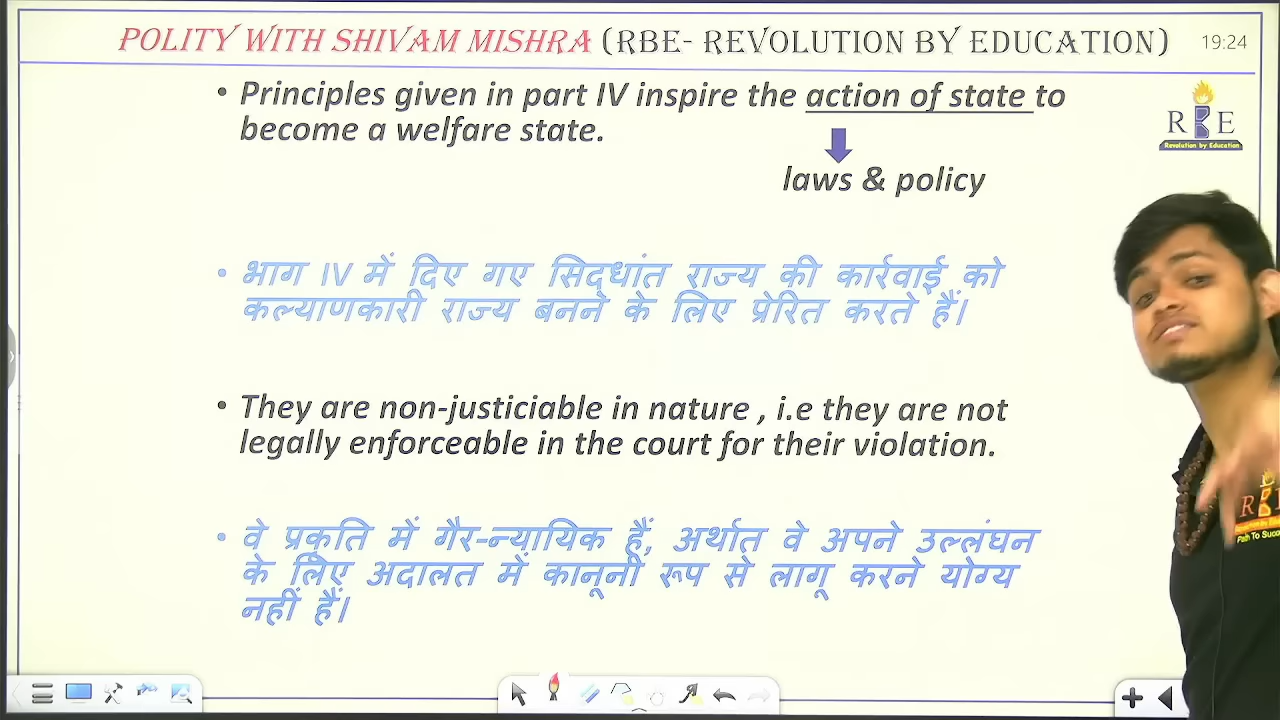 POLITY WITH SHIVAM MISHRA (RBE- REVOLUTION BY EDUCATION)
19:24
• Principles given in part IV inspire the action of state to
become a welfare state.
laws & policy
RBE
Revolution by Education
• भाग IV में दिए गए सिद्धांत राज्य की कार्रवाई को
कल्याणकारी राज्य बनने के लिए प्रेरित करते हैं।
• They are non-justiciable in nature , i.e they are not
legally enforceable in the court for their violation.
• वे प्रकृति में गैर-न्यायिक हैं, अर्थात वे अपने उल्लंघन
के लिए अदालत में कानूनी रूप से लागू करने योग्य
नहीं हैं।
Path To